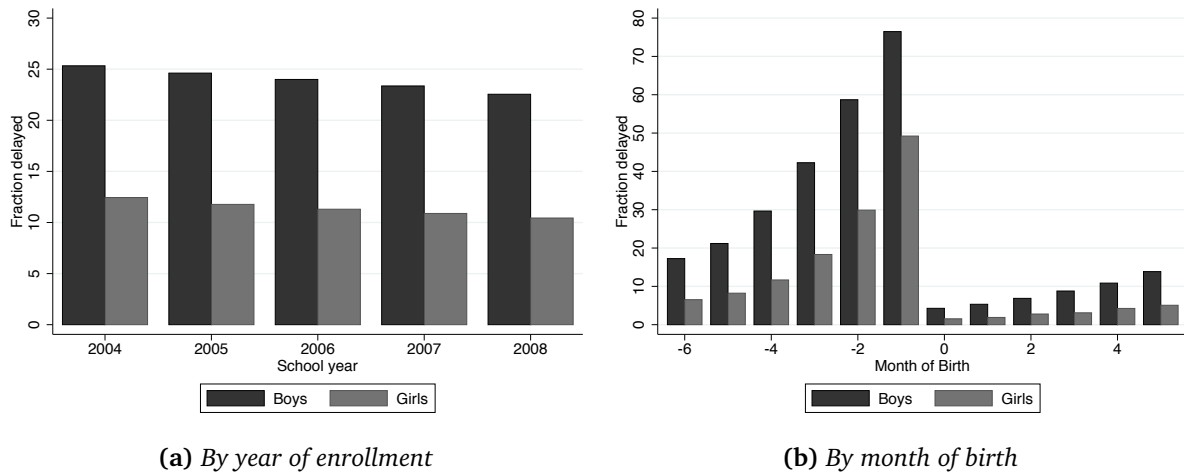 30
25
20
15
10
5
0
Fraction delayed
2004 2005 2006 2007 2008
School year
Boys Girls
(a) By year of enrollment
80
70
60
50
40
30
20
10
0
Fraction delayed
-6 -4 -2 0 2 4
Month of Birth
Boys Girls
(b) By month of birth